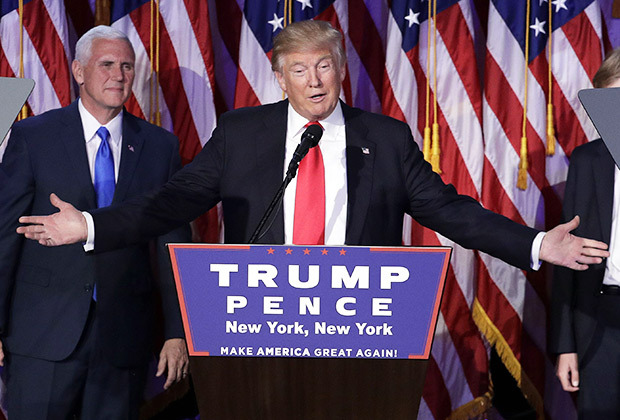 TRUMP
PENCE
New York, New York
MAKE AMERICA GREAT AGAIN!